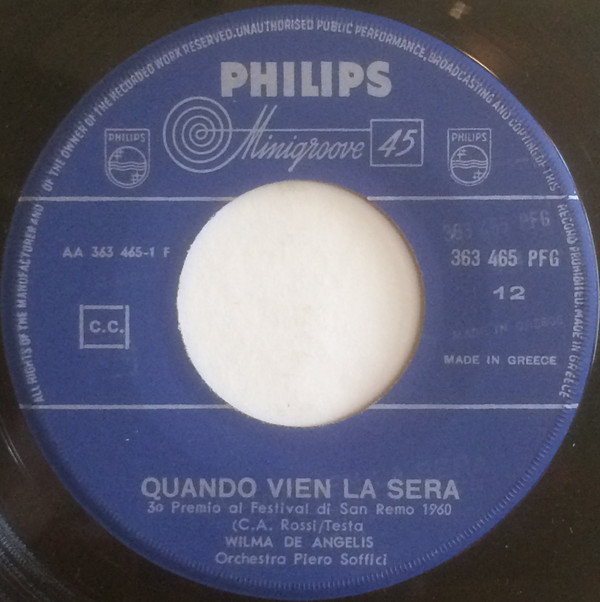 ALL RIGHTS OF THE MANUFACTURER AND OF THE OWNER OF THE RECORDED WORK RESERVED. UNAUTHORISED PUBLIC PERFORMANCE, BROADCASTING AND COPYING OF THIS RECORD PROHIBITED. MADE IN GREECE
PHILIPS
Minigroove 45
PHILIPS
PHILIPS
AA 363 465-1 F
363 465 PFG
12
C.C.
MADE IN GREECE
QUANDO VIEN LA SERA
3o Premio al Festival di San Remo 1960
(C.A. Rossi/Testa
WILMA DE ANGELIS
Orchestra Piero Soffici